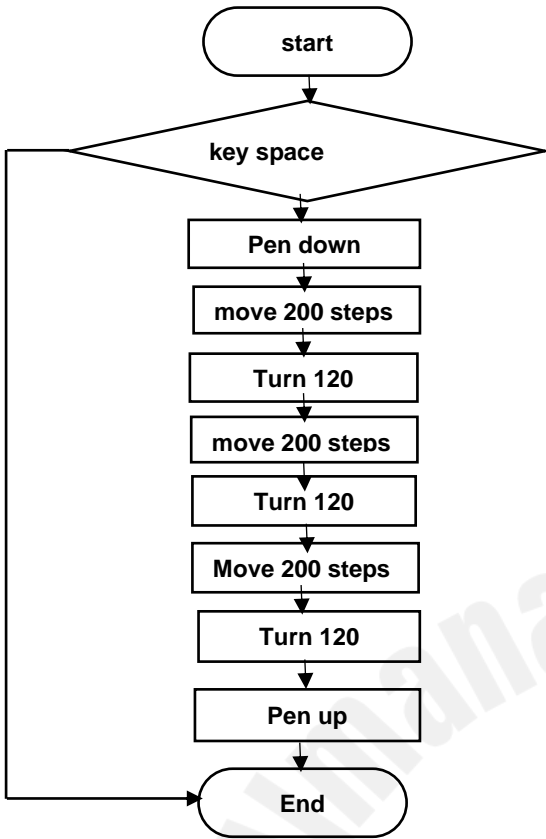 start
key space
Pen down
move 200 steps
Turn 120
move 200 steps
Turn 120
Move 200 steps
Turn 120
Pen up
End